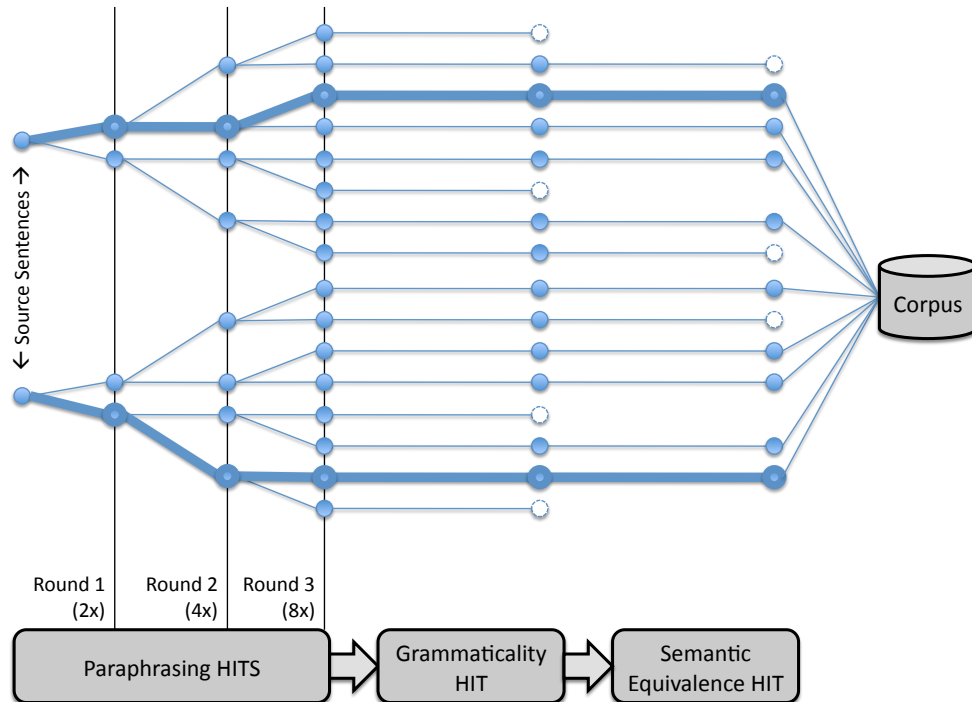 ← Source Sentences →
Corpus
Round 1
(2x)
Round 2
(4x)
Round 3
(8x)
Paraphrasing HITS
Grammaticality
HIT
Semantic
Equivalence HIT